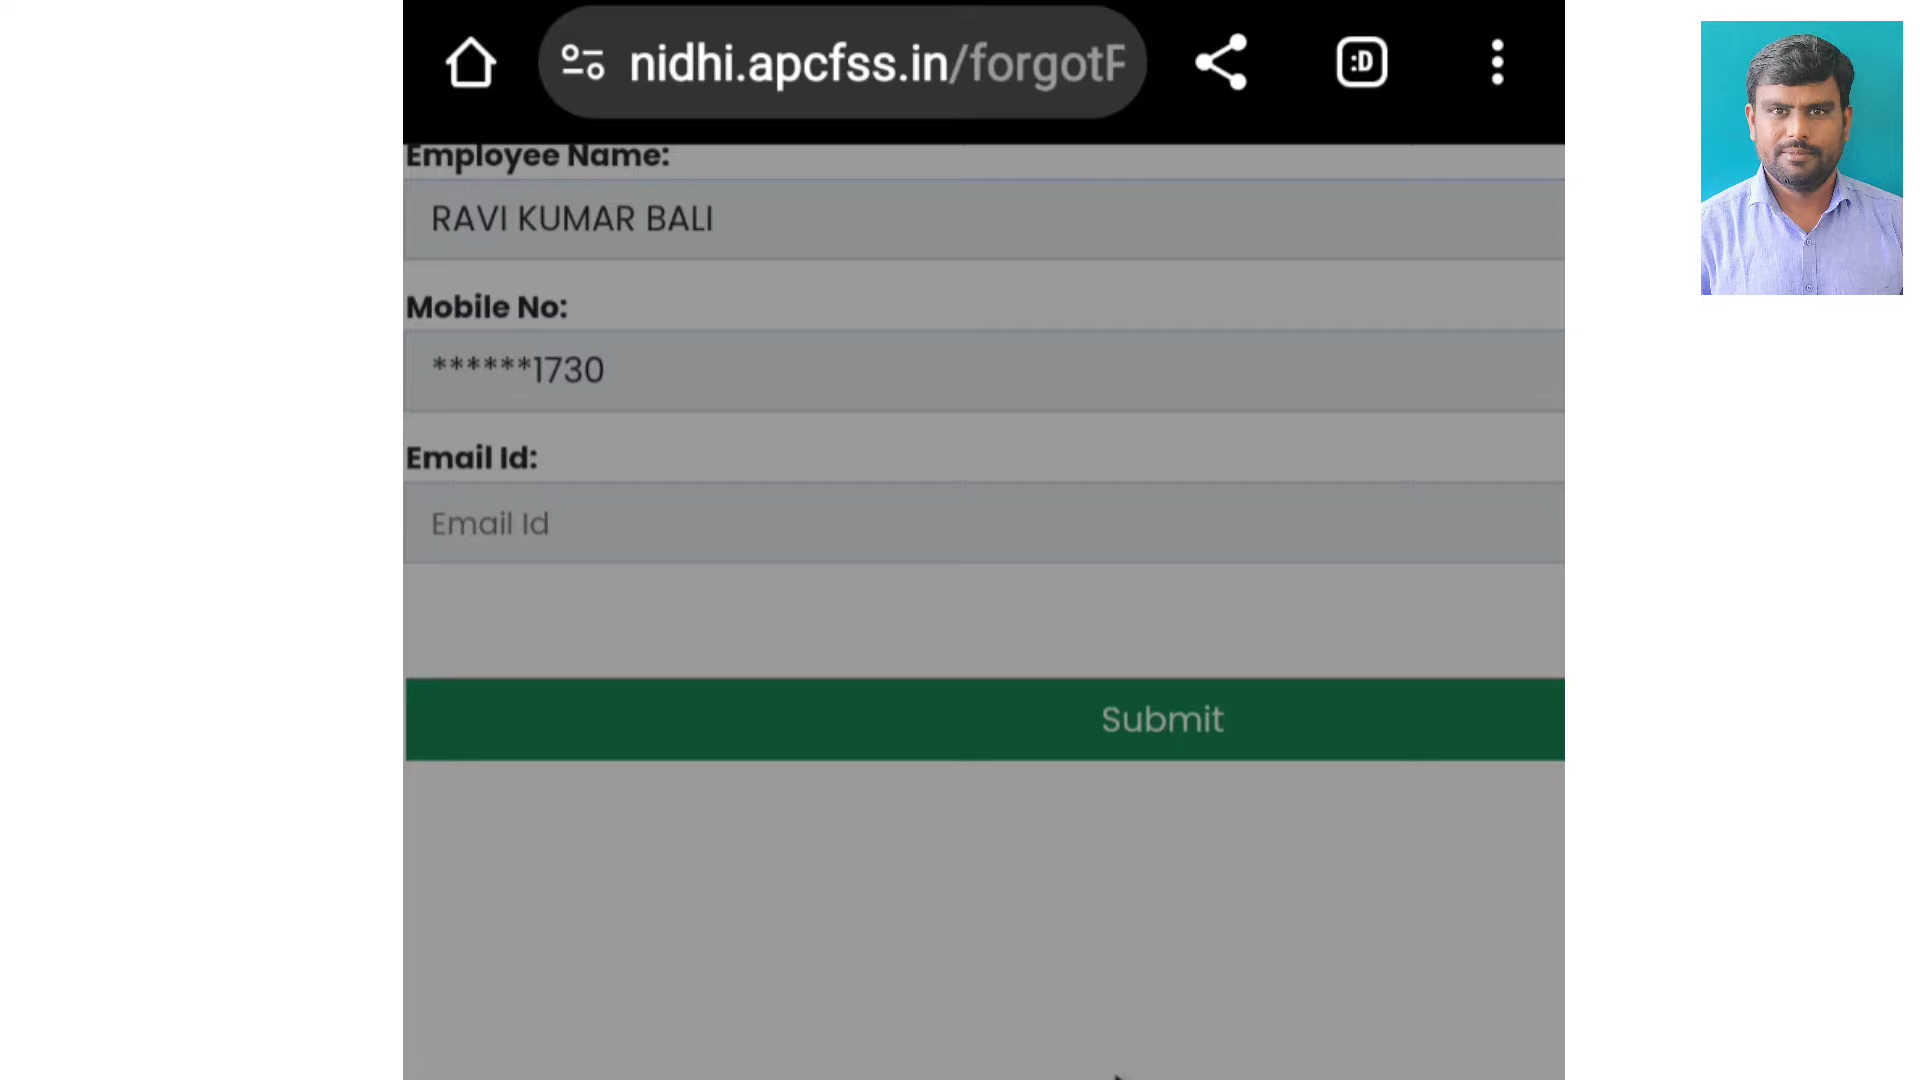 nidhi.apcfss.in/forgotF
:D
Employee Name:
RAVI KUMAR BALI
Mobile No:
******1730
Email Id:
Email Id
Submit